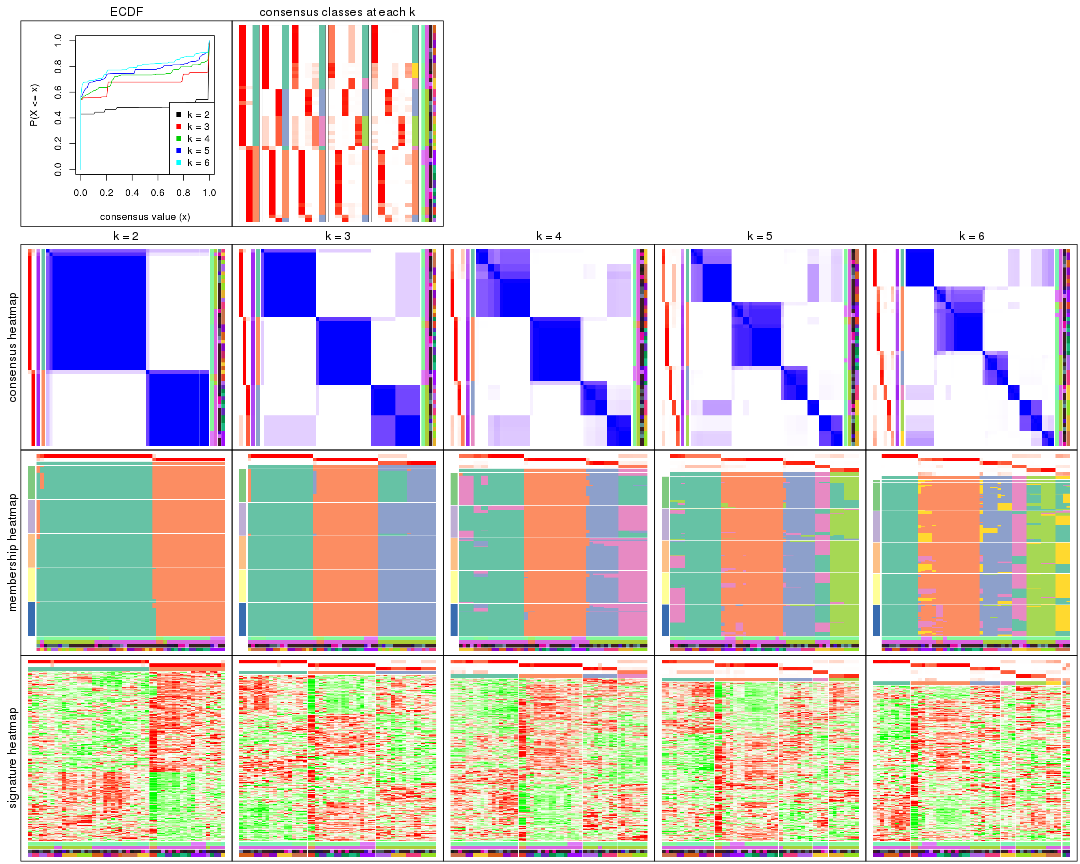 ECDF
consensus classes at each k
P(X <= x)
0.0 0.2 0.4 0.6 0.8 1.0
k = 2
k = 3
k = 4
k = 5
k = 6
0.0 0.2 0.4 0.6 0.8 1.0
consensus value (x)
k = 2 k = 3 k = 4 k = 5 k = 6
consensus heatmap
membership heatmap
signature heatmap